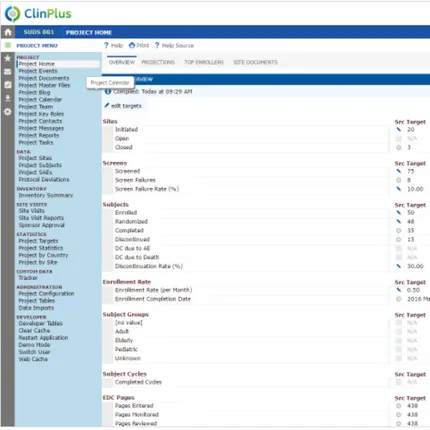 ClinPlus
SUDS 001 PROJECT HOME
PROJECT MENU ? Help Print ? Help Source
PROJECT
Project Home
Project Events
Project Documents
Project Master Files
Project Blog
Project Calendar
Project Team
Project Key Roles
Project Contacts
Project Messages
Project Reports
Project Tasks
DATA
Project Sites
Project Subjects
Project SAEs
Protocol Deviations
INVENTORY
Inventory Summary
SITE VISITS
Site Visits
Site Visit Reports
Sponsor Approval
STATISTICS
Project Targets
Project Statistics
Project by Country
Project by Site
CUSTOM DATA
Tracker
ADMINISTRATION
Project Configuration
Project Tables
Data Imports
DEVELOPER
Developer Tables
Clear Cache
Restart Application
Demo Mode
Switch User
Web Cache
Project Calendar
OVERVIEW PROJECTIONS TOP ENROLLERS SITE DOCUMENTS
Compiled: Today at 09:29 AM
edit targets
Sites Src Target
Initiated 20
Open N/A
Closed 3
Screens Src Target
Screened 75
Screen Failures 8
Screen Failure Rate (%) 10.00
Subjects Src Target
Enrolled 50
Randomized 48
Completed 35
Discontinued 15
DC due to AE N/A
DC due to Death N/A
Discontinuation Rate (%) 30.00
Enrollment Rate Src Target
Enrollment Rate (per Month) 0.50
Enrollment Completion Date 2016 Ma
Subject Groups Src Target
[no value] N/A
Adult N/A
Elderly N/A
Pediatric N/A
Unknown N/A
Subject Cycles Src Target
Completed Cycles N/A
EDC Pages Src Target
Pages Entered 438
Pages Monitored 438
Pages Reviewed 438